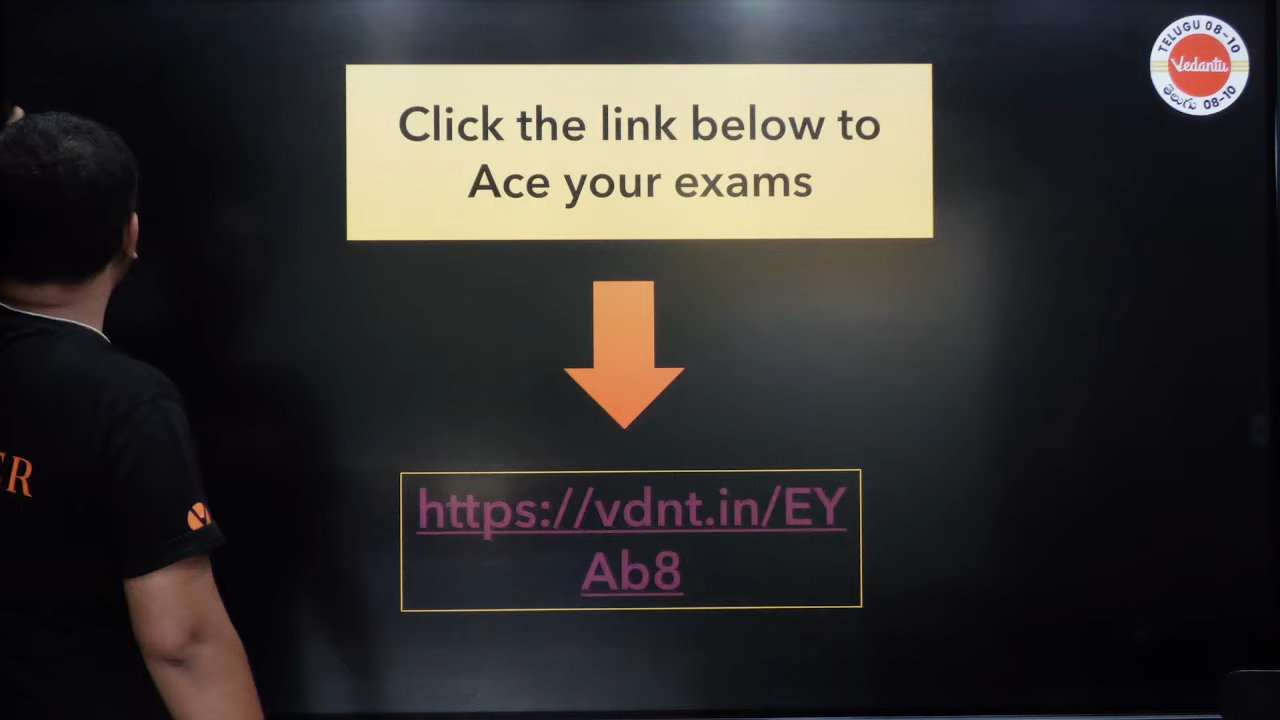 TELUGU 08-10
Vedantu
తెలుగు 08-10
Click the link below to
Ace your exams
https://vdnt.in/EY
Ab8
ER